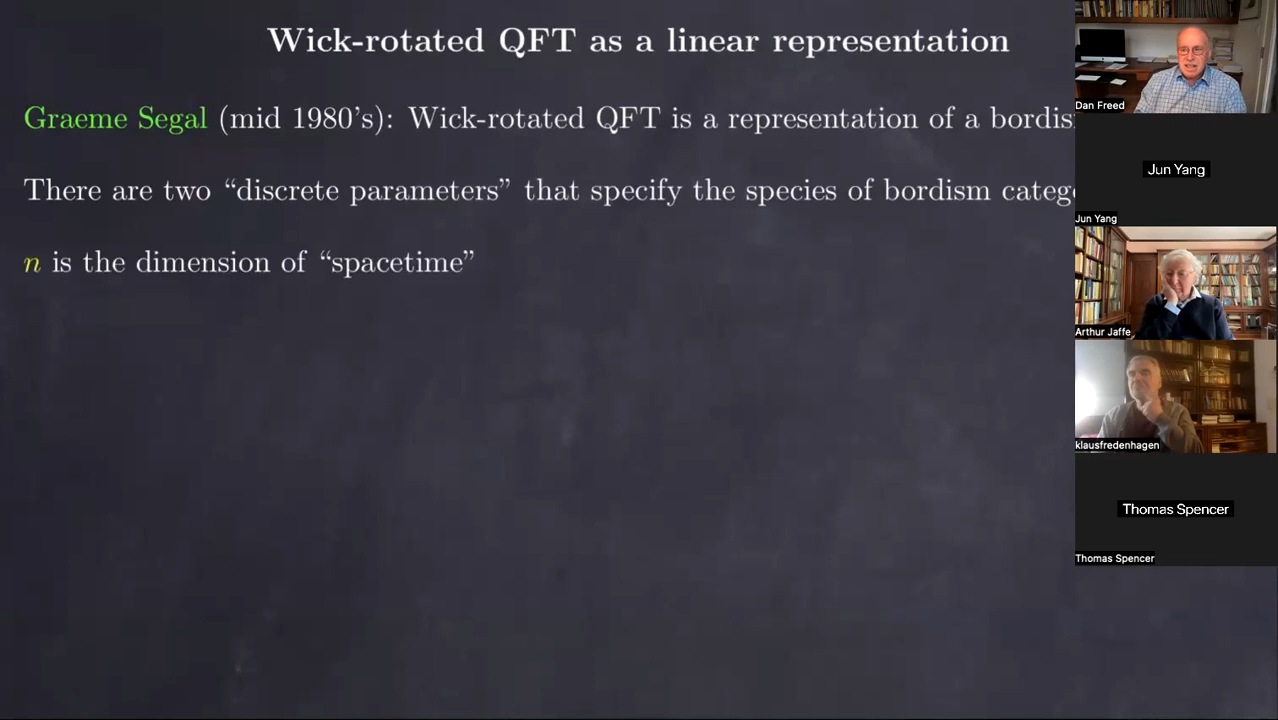 Wick-rotated QFT as a linear representation
Graeme Segal (mid 1980's): Wick-rotated QFT is a representation of a bordis
There are two “discrete parameters” that specify the species of bordism catego
n is the dimension of “spacetime”
Dan Freed
Jun Yang
Jun Yang
Arthur Jaffe
klausfredenhagen
Thomas Spencer
Thomas Spencer